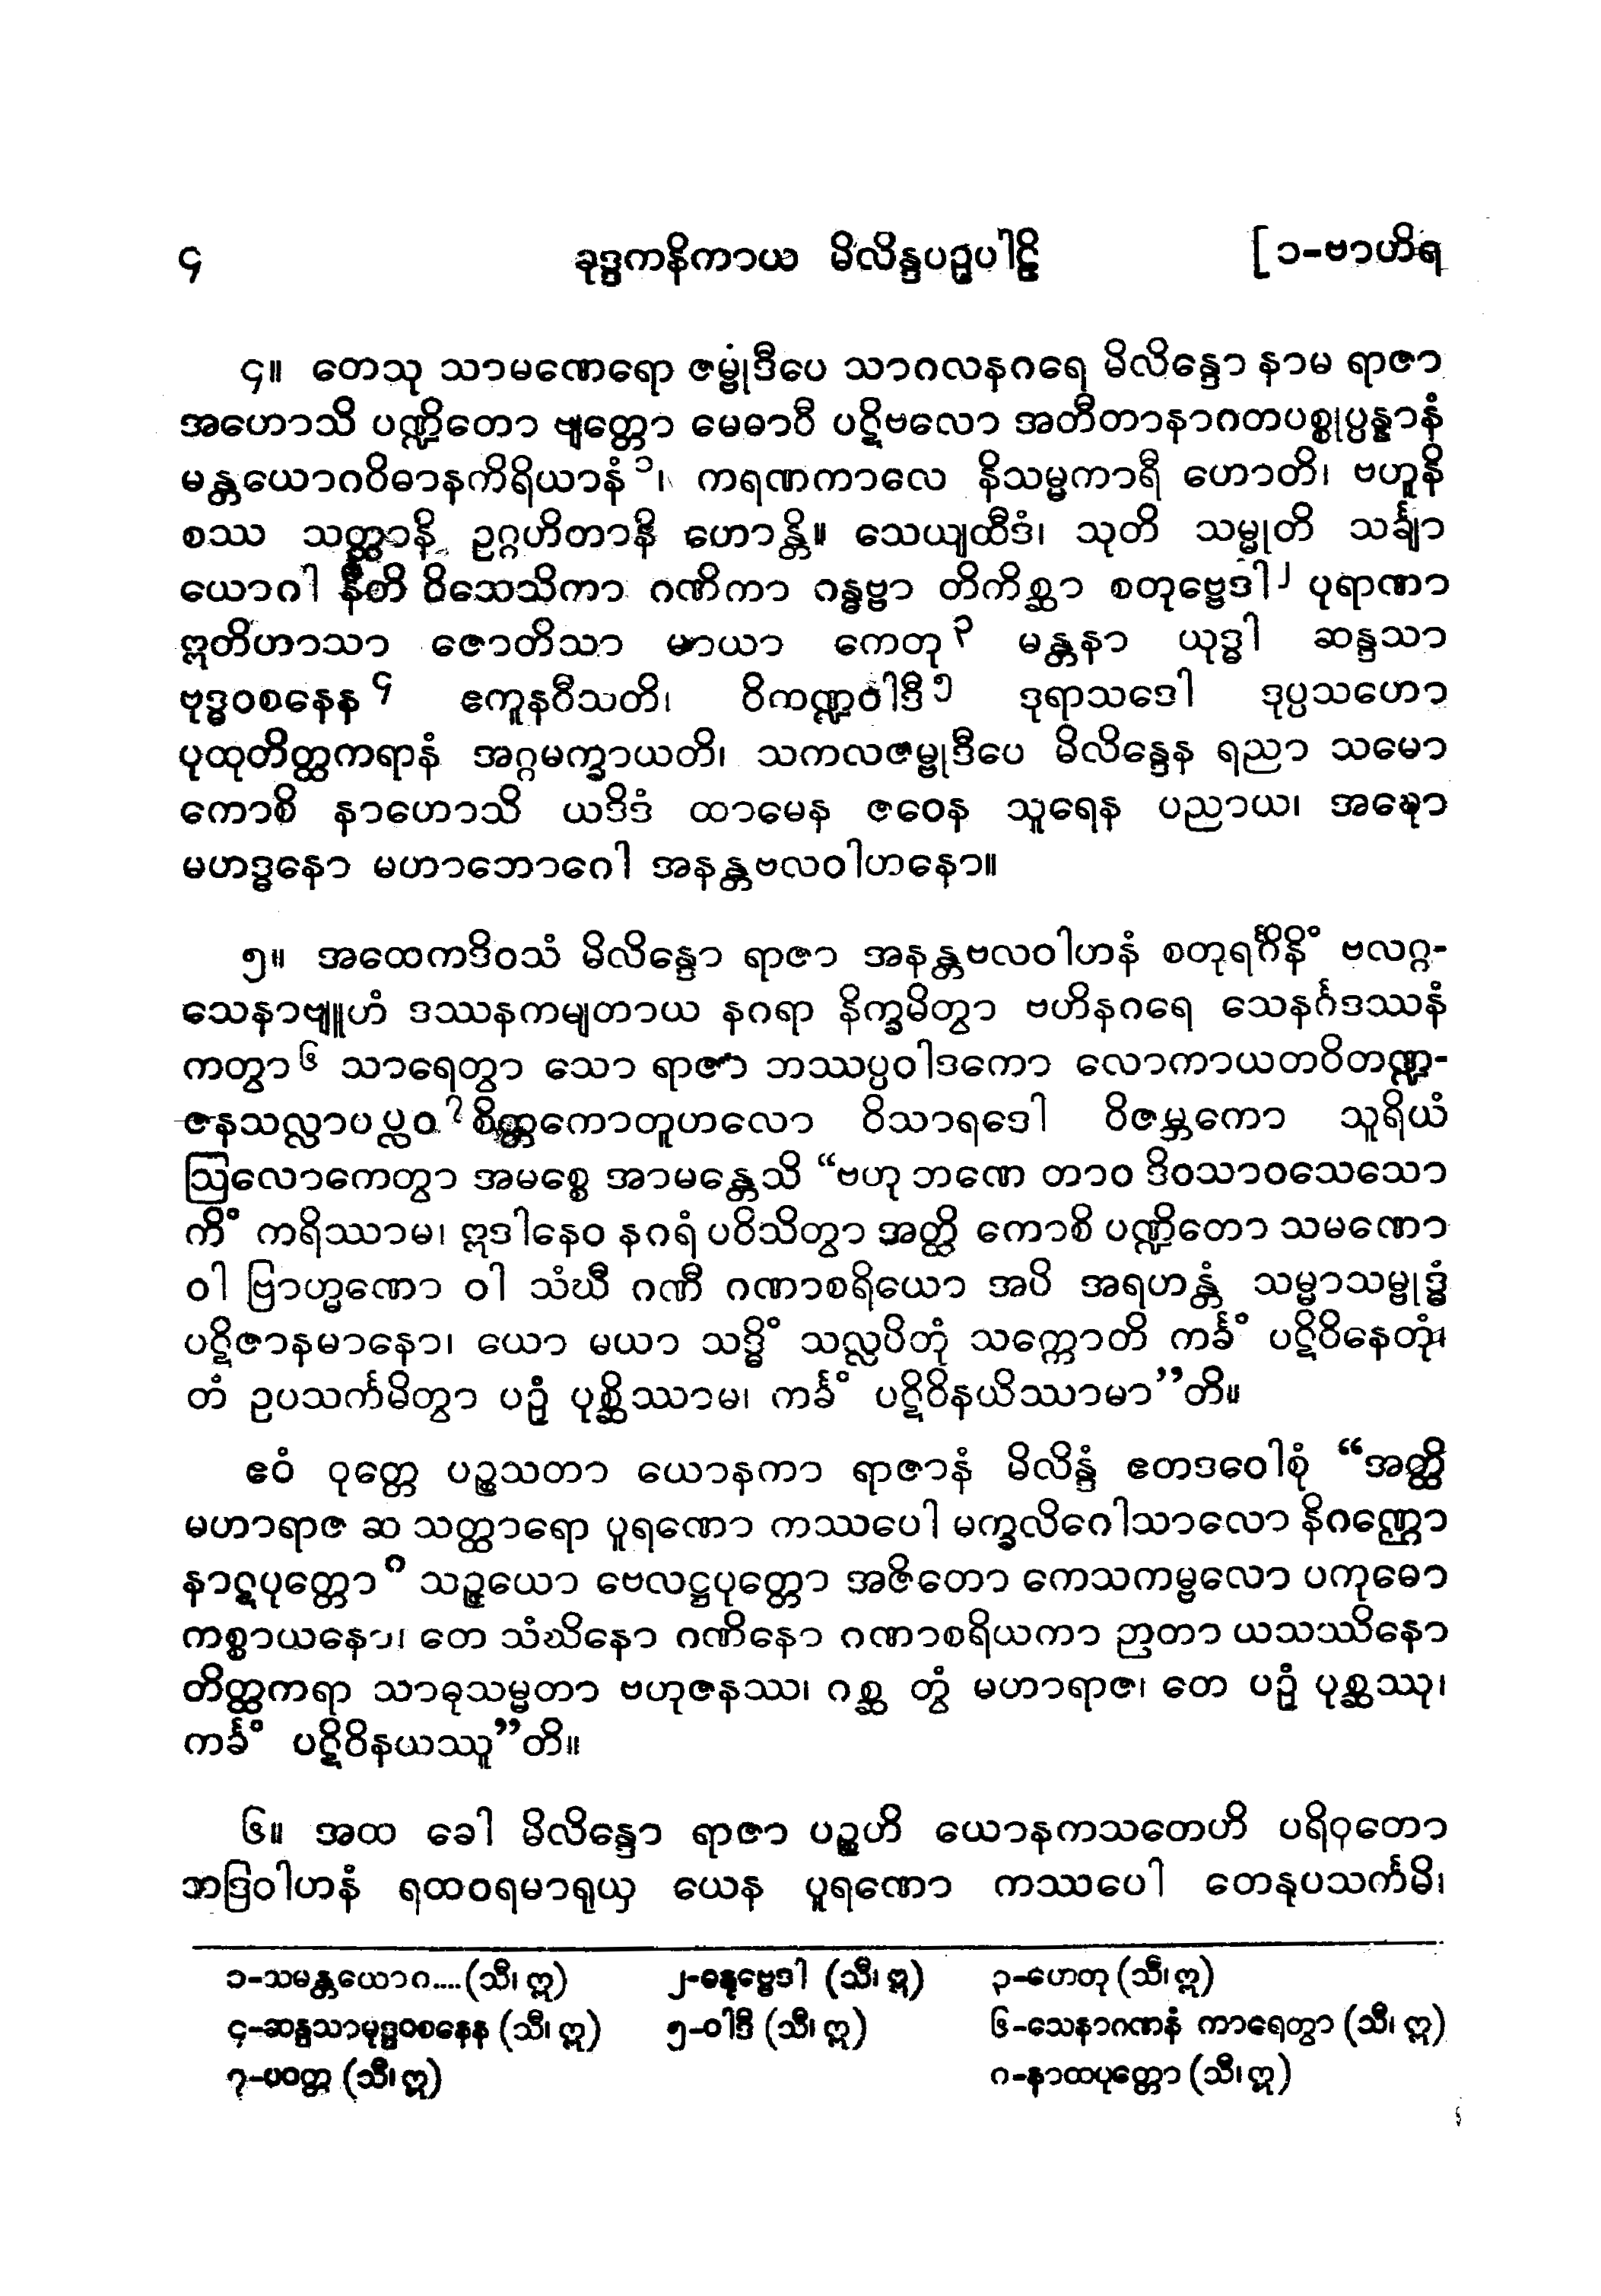 ၄ ခုဒ္ဒကနိကာယ မိလိန္ဒပဉှပါဠိ [၁-ဗာဟိရ
၄။ တေသု သာမဏေရော ဇမ္ဗုံဒီပေ သာဂလနဂရေ မိလိန္ဒော နာမ ရာဇာ
အဟောသိ ပဏ္ဍိတော ဗျတ္တော မေဓာဝီ ပဋိဗလော အတီတာနာဂတပစ္စုပ္ပန္နာနံ
မန္တယောဂဝိဓာနကိရိယာနံ၁၊ ကရဏကာလေ နိသမ္မကာရီ ဟောတိ၊ ဗဟူနိ
စဿ သတ္ထာနိ ဥဂ္ဂဟိတာနိ ဟောန္တိ။ သေယျထိဒံ၊ သုတိ သမ္မုတိ သင်္ချာ
ယောဂါ နီတိ ဝိသေသိကာ ဂဏိကာ ဂန္ဓဗ္ဗာ တိကိစ္ဆာ စတုဗ္ဗေဒါ၂ ပုရာဏာ
ဣတိဟာသာ ဇောတိသာ မာယာ ကေတု၃ မန္တနာ ယုဒ္ဓါ ဆန္ဒသာ
ဗုဒ္ဓဝစနေန၄ ဧကူနဝီသတိ၊ ဝိကဏ္ဍဝါဒီ၅ ဒုရာသဒေါ ဒုပ္ပသဟော
ပုထုတိတ္ထကရာနံ အဂ္ဂမက္ခာယတိ၊ သကလဇမ္ဗုဒီပေ မိလိန္ဒေန ရညာ သမော
ကောစိ နာဟောသိ ယဒိဒံ ထာမေန ဇဝေန သူရေန ပညာယ၊ အဍ္ဎော
မဟဒ္ဓနော မဟာဘောဂေါ အနန္တဗလဝါဟနော။
၅။ အထေကဒိဝသံ မိလိန္ဒော ရာဇာ အနန္တဗလဝါဟနံ စတုရင်္ဂိနိံ ဗလဂ္ဂ-
သေနာဗျူဟံ ဒဿနကမျတာယ နဂရာ နိက္ခမိတွာ ဗဟိနဂရေ သေနင်္ဂဒဿနံ
ကတွာ၆ သာရေတွာ သော ရာဇာ ဘဿပ္ပဝါဒကော လောကာယတဝိတဏ္ဍ-
ဇနသလ္လာပပ္လဝ၇စိတ္တကောတူဟလော ဝိသာရဒေါ ဝိဇမ္ဘကော သူရိယံ
ဩလောကေတွာ အမစ္စေ အာမန္တေသိ “ဗဟု ဘဏေ တာဝ ဒိဝသာဝသေသော
ကိံ ကရိဿာမ၊ ဣဒါနေဝ နဂရံ ပဝိသိတွာ အတ္ထိ ကောစိ ပဏ္ဍိတော သမဏော
ဝါ ဗြာဟ္မဏော ဝါ သံဃီ ဂဏီ ဂဏာစရိယော အပိ အရဟန္တံ သမ္မာသမ္ဗုဒ္ဓံ
ပဋိဇာနမာနော၊ ယော မယာ သဒ္ဓိံ သလ္လပိတုံ သက္ကောတိ ကင်္ခံ ပဋိဝိနေတုံ၊
တံ ဥပသင်္ကမိတွာ ပဉှံ ပုစ္ဆိဿာမ၊ ကင်္ခံ ပဋိဝိနယိဿာမာ”တိ။
ဧဝံ ဝုတ္တေ ပဉ္စသတာ ယောနကာ ရာဇာနံ မိလိန္ဒံ ဧတဒဝေါစုံ “အတ္ထိ
မဟာရာဇ ဆ သတ္ထာရော ပူရဏော ကဿပေါ မက္ခလိဂေါသာလော နိဂဏ္ဌော
နာဋပုတ္တောဂ သဉ္ဇယော ဗေလဋ္ဌပုတ္တော အဇိတော ကေသကမ္ဗလော ပကုဓော
ကစ္စာယနော၊ တေ သံဃိနော ဂဏိနော ဂဏာစရိယကာ ဉာတာ ယသဿိနော
တိတ္ထကရာ သာဓုသမ္မတာ ဗဟုဇနဿ၊ ဂစ္ဆ တွံ မဟာရာဇ၊ တေ ပဉှံ ပုစ္ဆဿု၊
ကင်္ခံ ပဋိဝိနယဿူ”တိ။
၆။ အထ ခေါ မိလိန္ဒော ရာဇာ ပဉ္စဟိ ယောနကသတေဟိ ပရိဝုတော
ဘဒြဝါဟနံ ရထဝရမာရုယှ ယေန ပူရဏော ကဿပေါ တေနုပသင်္ကမိ၊
၁-သမန္တယောဂ....(သီ၊ ဣ) ၂-ဓနုဗ္ဗေဒါ (သီ၊ ဣ) ၃-ဟေတု (သီ၊ ဣ)
၄-ဆန္ဒသာမုဒ္ဒဝစနေန (သီ၊ ဣ) ၅-ဝါဒီ (သီ၊ ဣ) ၆-သေနာဂဏနံ ကာရေတွာ (သီ၊ ဣ)
၇-ပဝတ္တ (သီ၊ ဣ) ဂ-နာထပုတ္တော (သီ၊ ဣ)